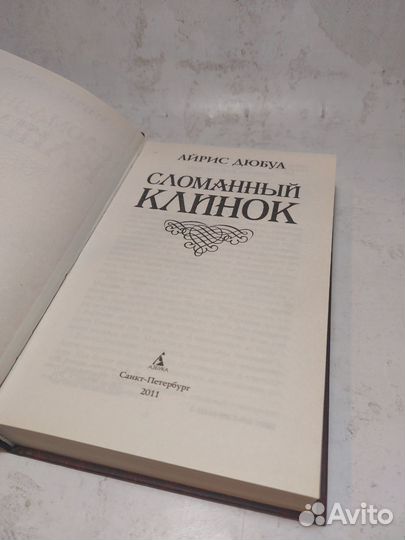 АЙРИС ДЮБУА
СЛОМАННЫЙ
КЛИНОК
АЗБУКА
Санкт-Петербург
2011
Avito